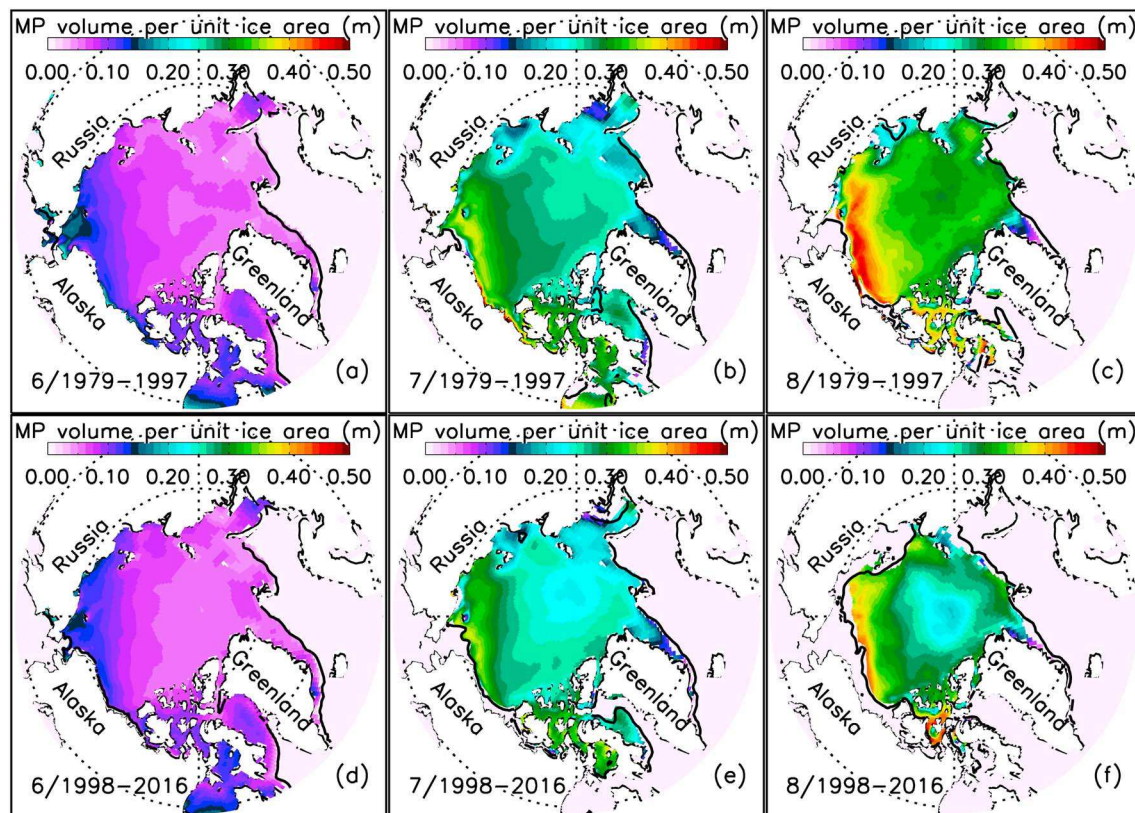 MP volume per unit ice area (m)
0.00 0.10 0.20 0.30 0.40 0.50
Russia
Alaska
Greenland
6/1979-1997
(a)
MP volume per unit ice area (m)
0.00 0.10 0.20 0.30 0.40 0.50
Russia
Alaska
Greenland
7/1979-1997
(b)
MP volume per unit ice area (m)
0.00 0.10 0.20 0.30 0.40 0.50
Russia
Alaska
Greenland
8/1979-1997
(c)
MP volume per unit ice area (m)
0.00 0.10 0.20 0.30 0.40 0.50
Russia
Alaska
Greenland
6/1998-2016
(d)
MP volume per unit ice area (m)
0.00 0.10 0.20 0.30 0.40 0.50
Russia
Alaska
Greenland
7/1998-2016
(e)
MP volume per unit ice area (m)
0.00 0.10 0.20 0.30 0.40 0.50
Russia
Alaska
Greenland
8/1998-2016
(f)